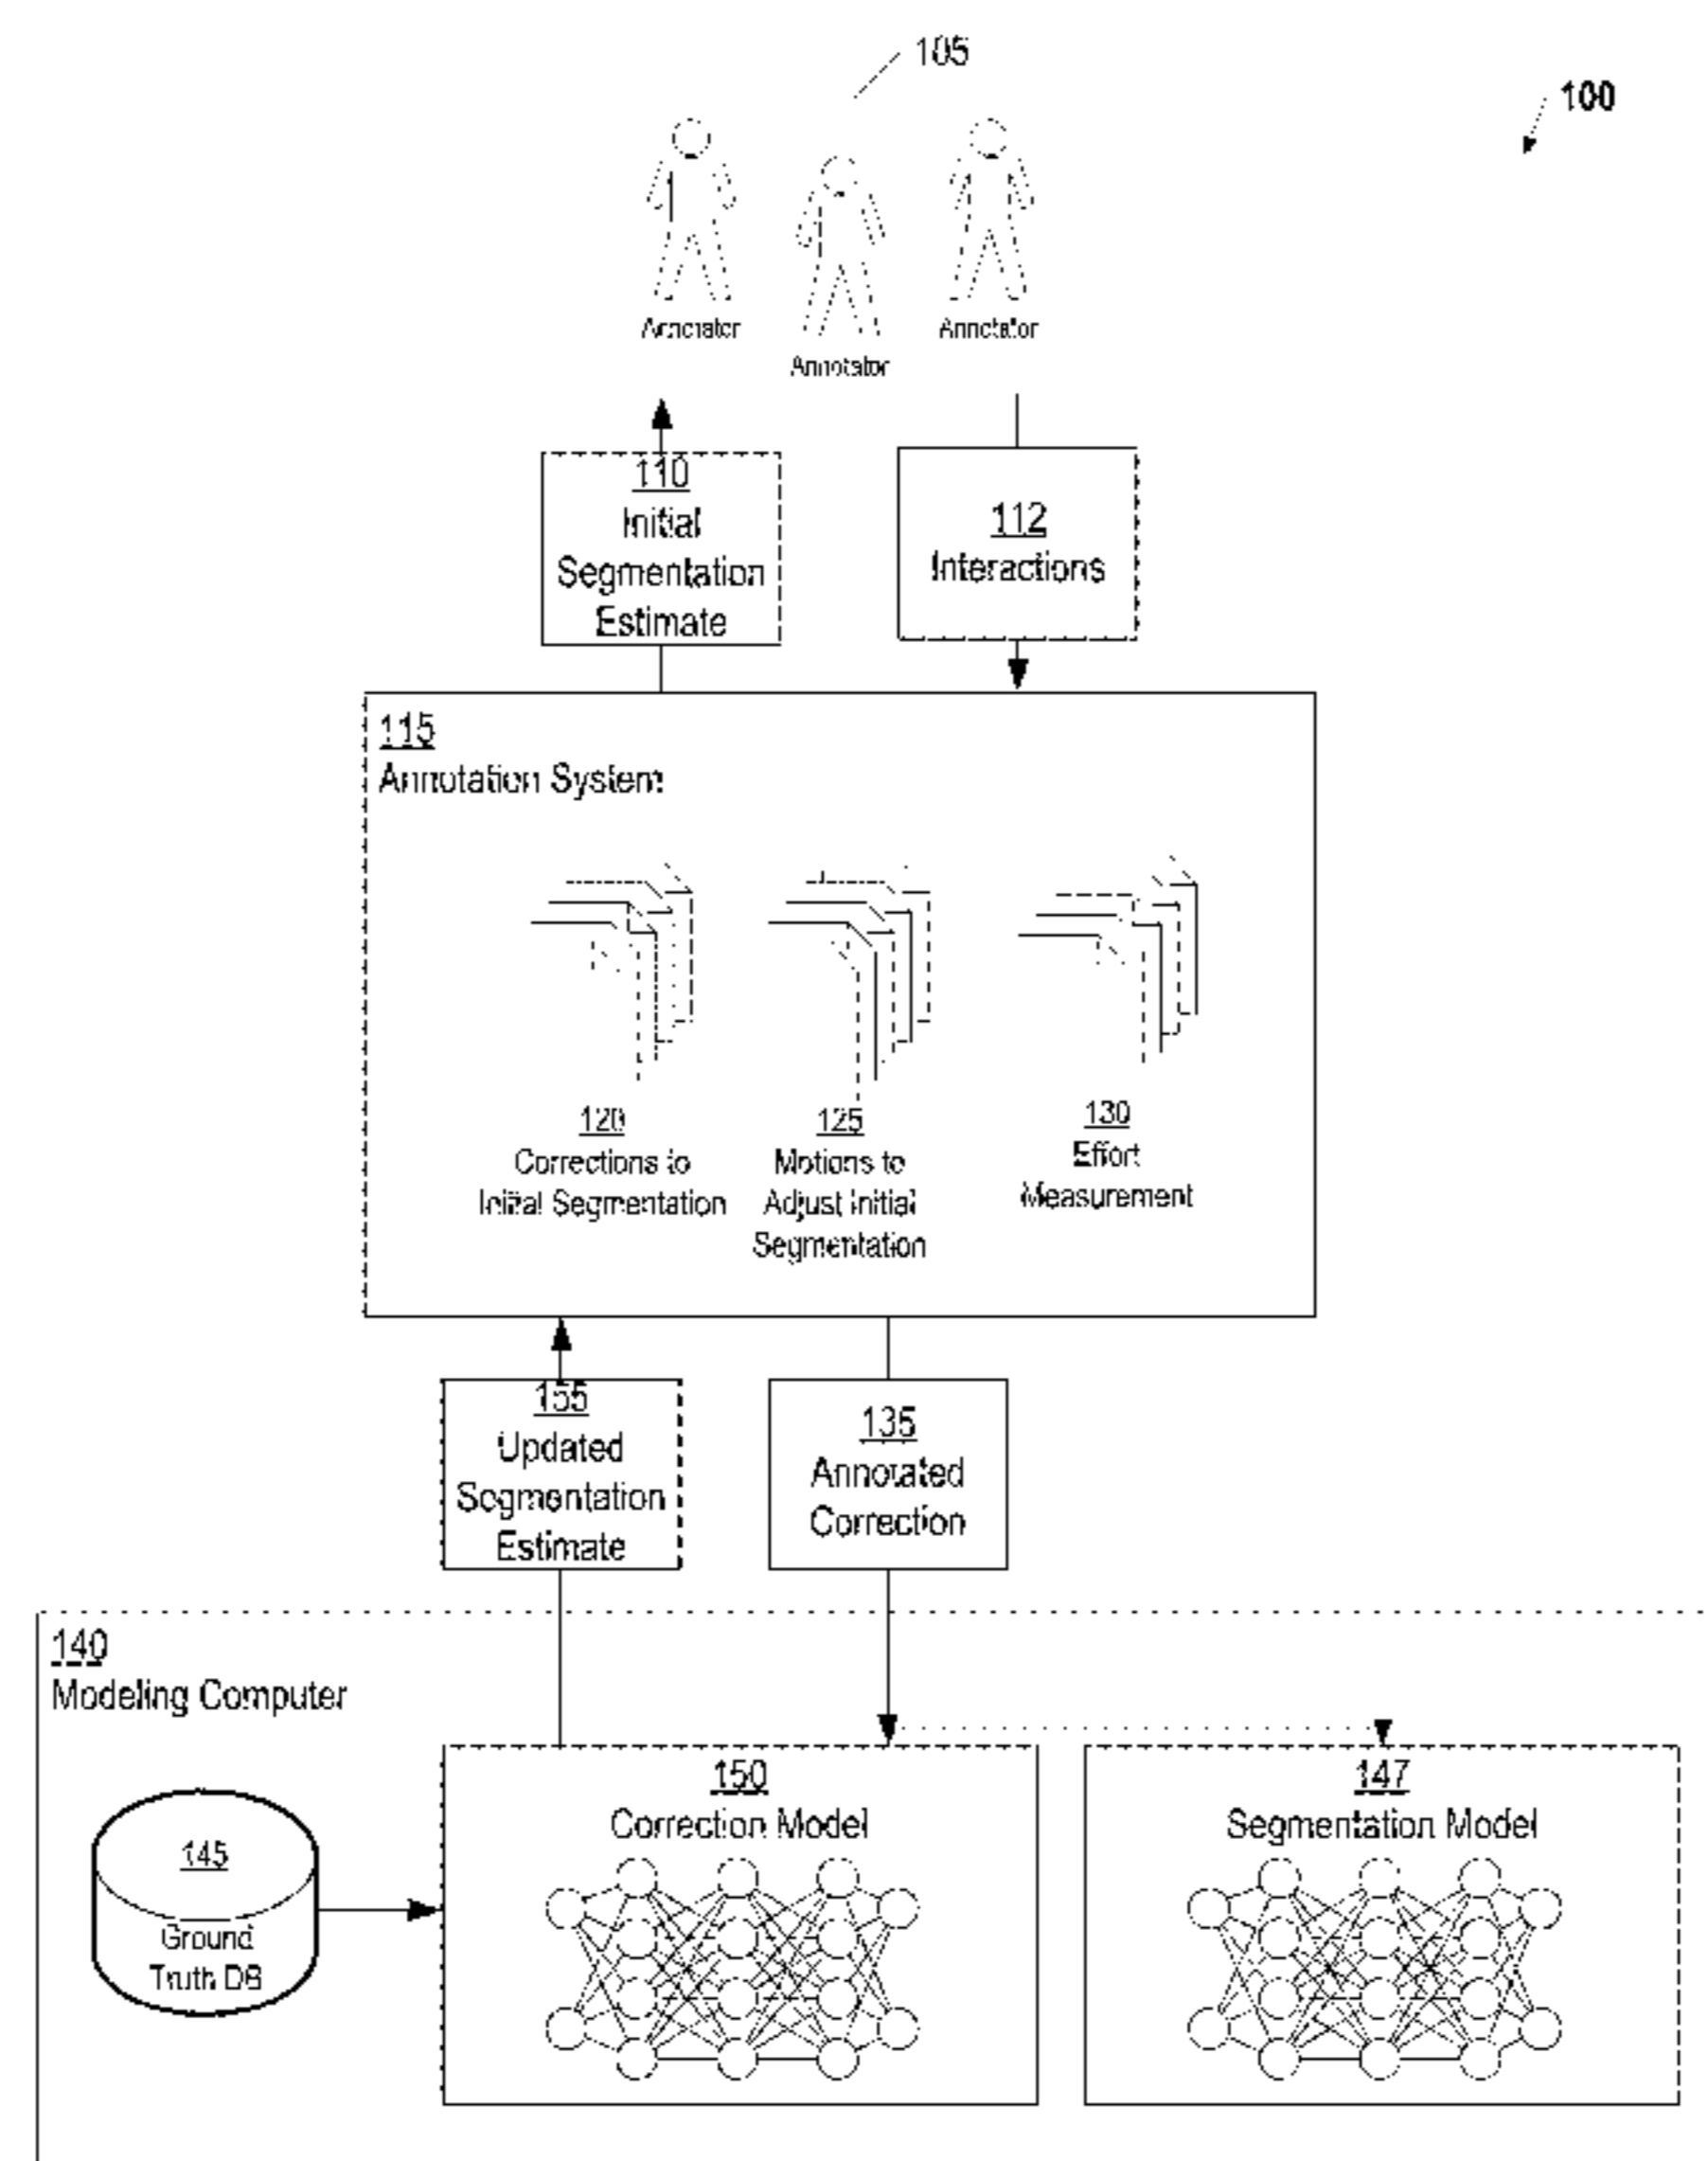 105
100
Annotator
Annotator
Annotator
110
Initial
Segmentation
Estimate
112
Interactions
115
Annotation System
120
Corrections to
Initial Segmentation
125
Motions to
Adjust Initial
Segmentation
130
Effort
Measurement
155
Updated
Segmentation
Estimate
135
Annotated
Correction
140
Modeling Computer
145
Ground
Truth DB
150
Correction Model
147
Segmentation Model